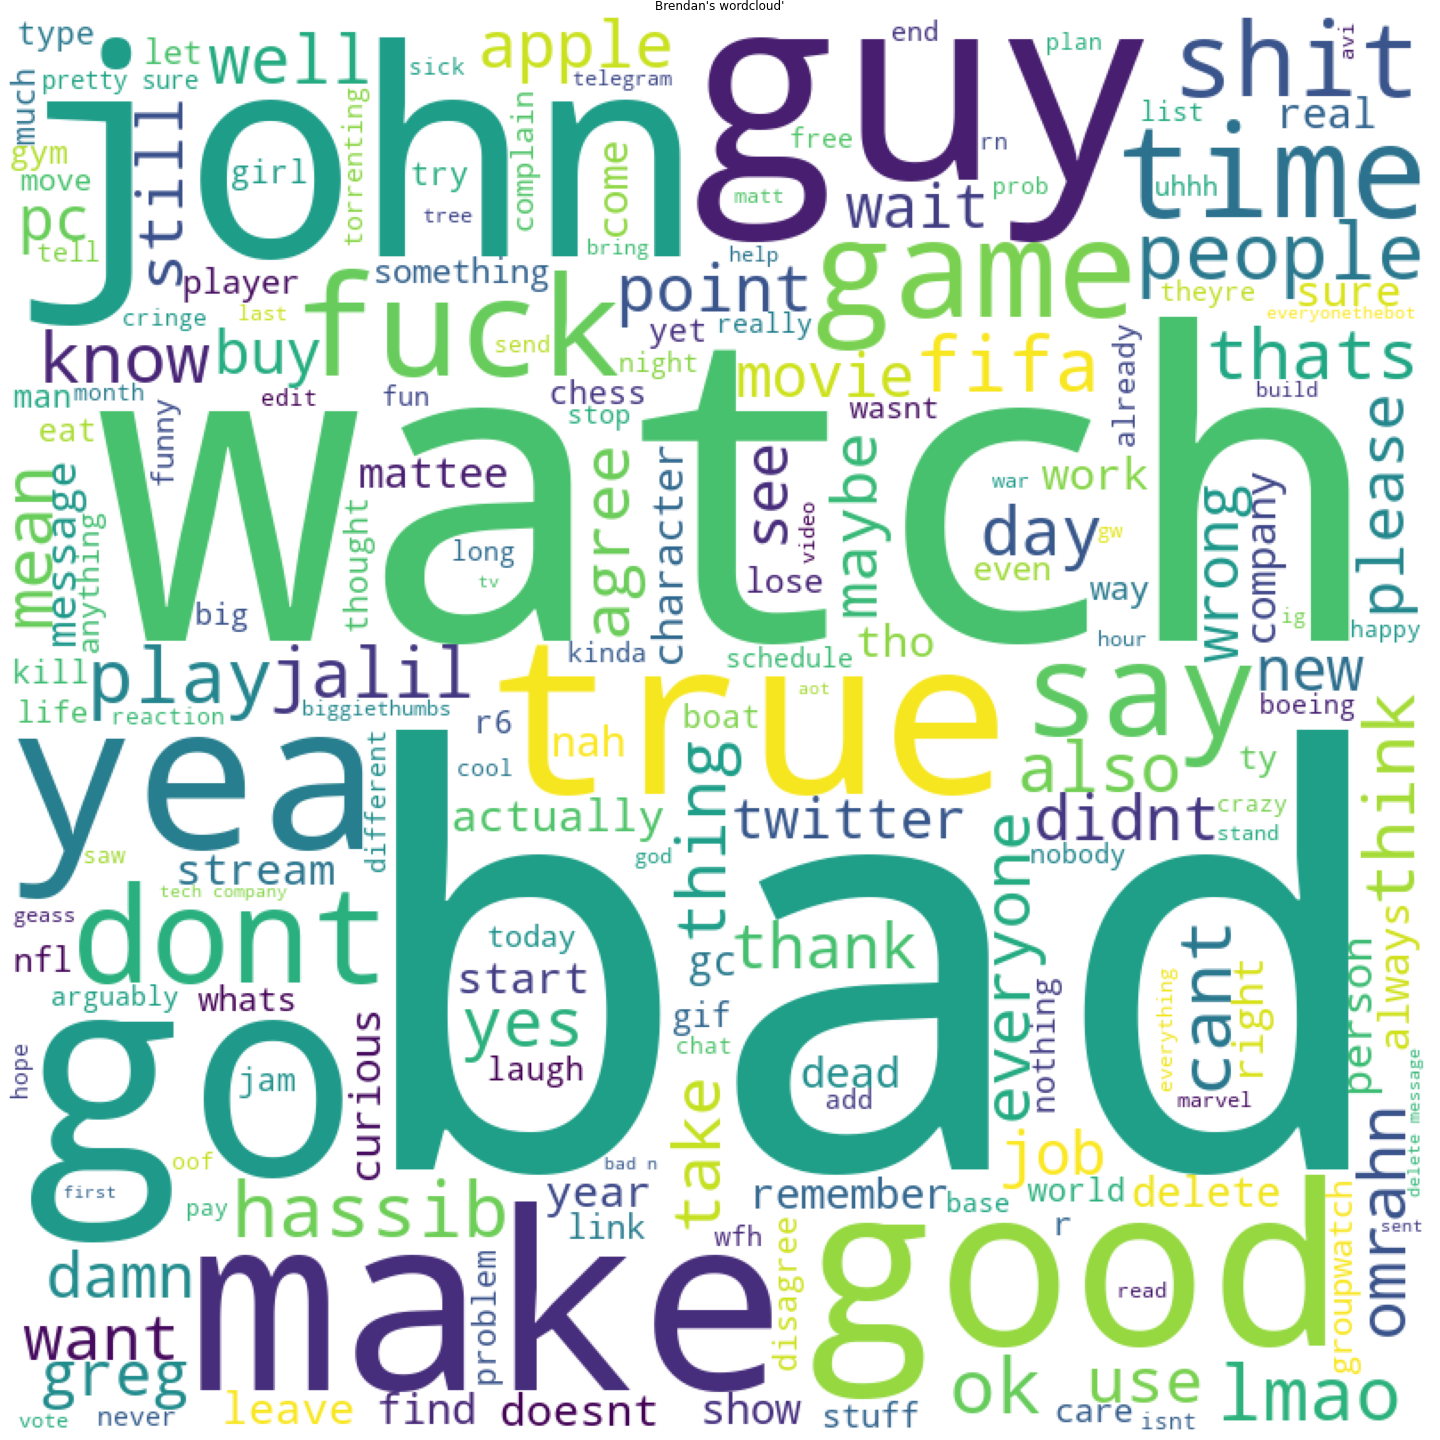 Brendan's wordcloud'
type
let
well
apple
end
plan
shit
avi
much
pretty sure
sick
telegram
guy
list
real
john
gym
move
pc
tell
still
girl
torrenting
try
tree
complain
come
bring
free
matt
rn
prob
wait
uhhh
time
player
something
help
game
people
cringe
last
fuck
send
point
yet
really
theyre
sure
everyonethebot
know
buy
night
movie
fifa
already
thats
man
month
edit
fun
chess
stop
wasnt
build
please
eat
funny
watch
mean
message
anything
mattee
thought
long
tv
agree
character
see
video
lose
maybe
war
work
day
gw
even
way
wrong
company
ig
big
hour
happy
kill
play
jalil
kinda
schedule
tho
say
new
life
reaction
biggiethumbs
r6
true
aot
boat
boeing
think
yea
nah
cool
different
thing
also
ty
actually
twitter
didnt
crazy
stand
saw
stream
god
everyone
nobody
tech company
geass
dont
bad
nfl
today
start
gc
thank
cant
everything
right
person
always
arguably
whats
yes
gif
chat
nothing
hope
go
jam
curious
laugh
dead
add
marvel
omrahn
delete message
oof
bad n
take
job
first
pay
hassib
year
link
remember
base
world
delete
r
groupwatch
sent
damn
make
problem
wfh
disagree
good
read
want
greg
ok
use
lmao
vote
never
leave
find
doesnt
show
stuff
care
isnt